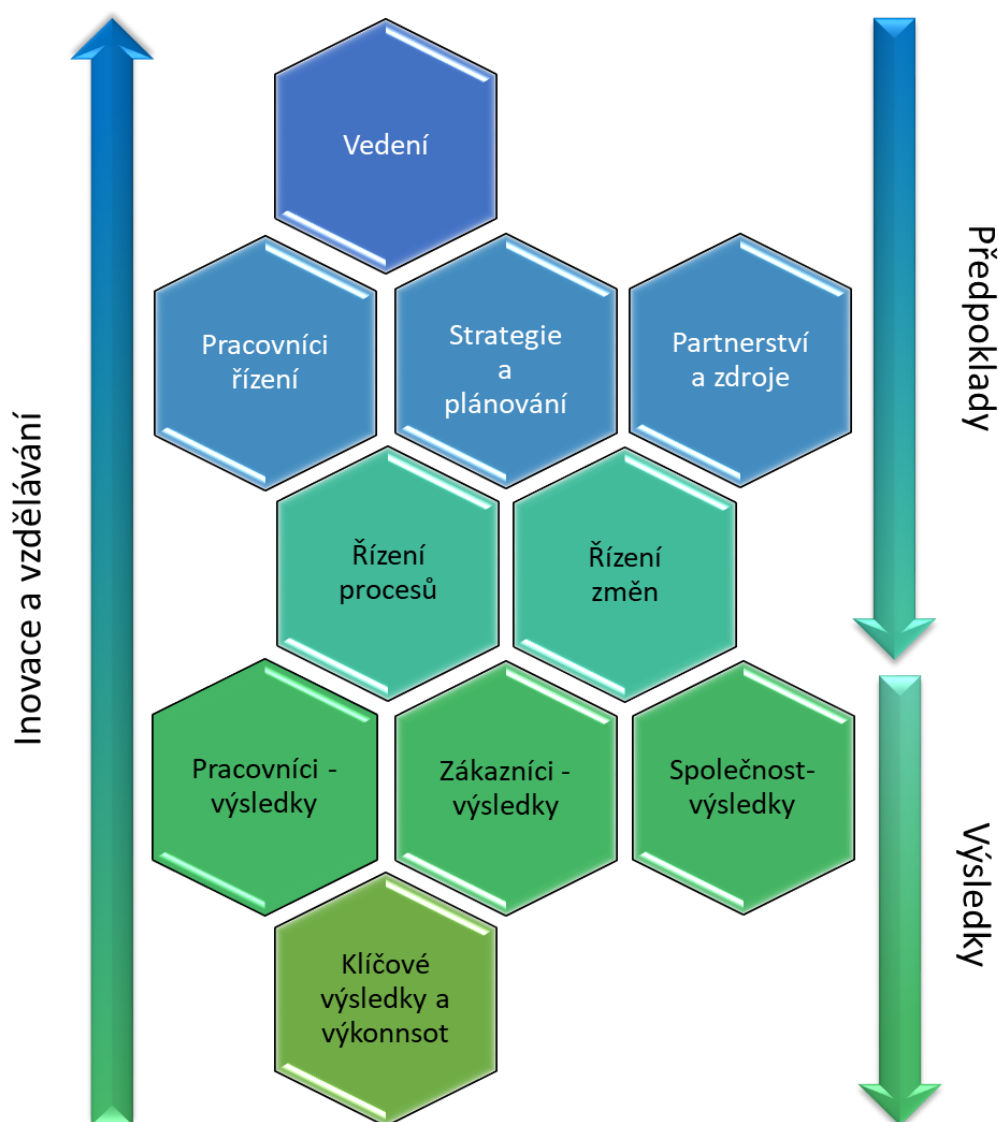 Vedení
Pracovníci
řízení
Strategie
a
plánování
Partnerství
a zdroje
Řízení
procesů
Řízení
změn
Pracovníci -
výsledky
Zákazníci -
výsledky
Společnost-
výsledky
Klíčové
výsledky a
výkonnsot
Inovace a vzdělávání
Předpoklady
Výsledky